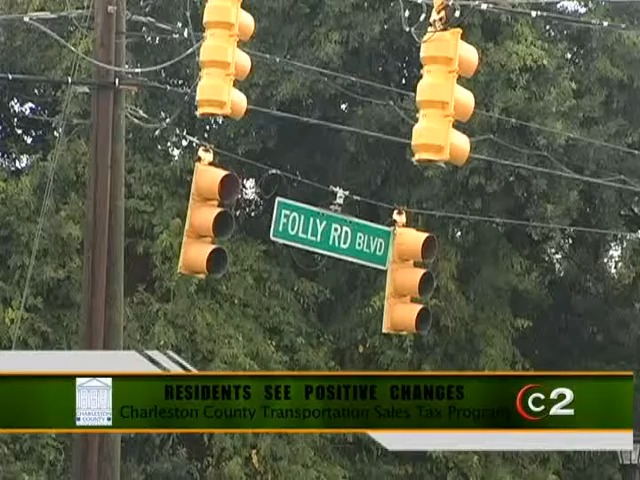 FOLLY RD BLVD
RESIDENTS SEE POSITIVE CHANGES
Charleston County Transportation Sales Tax Program
CHARLESTON COUNTY
C2